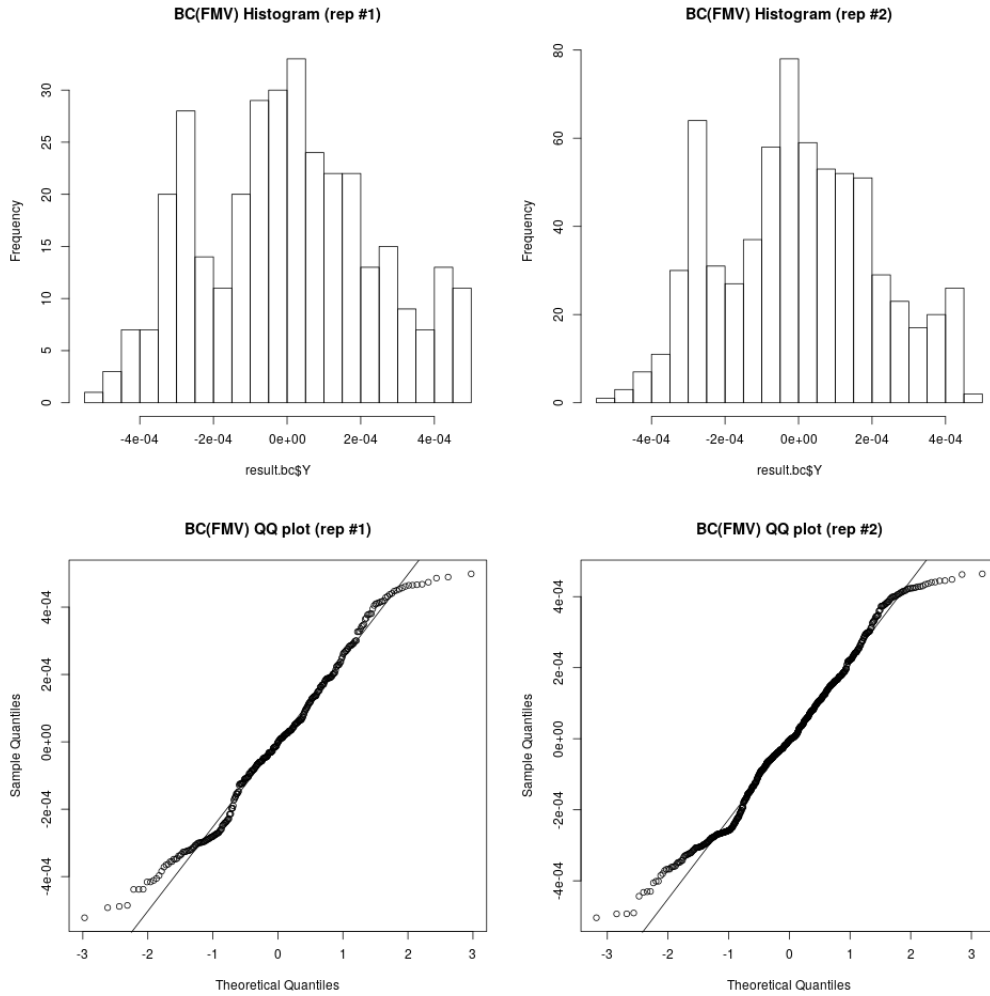 BC(FMV) Histogram (rep #1)
Frequency
30
25
20
15
10
5
0
-4e-04 -2e-04 0e+00 2e-04 4e-04
result.bc$Y
BC(FMV) Histogram (rep #2)
Frequency
80
60
40
20
0
-4e-04 -2e-04 0e+00 2e-04 4e-04
result.bc$Y
BC(FMV) QQ plot (rep #1)
Sample Quantiles
4e-04
2e-04
0e+00
-2e-04
-4e-04
-3 -2 -1 0 1 2 3
Theoretical Quantiles
BC(FMV) QQ plot (rep #2)
Sample Quantiles
4e-04
2e-04
0e+00
-2e-04
-4e-04
-3 -2 -1 0 1 2 3
Theoretical Quantiles